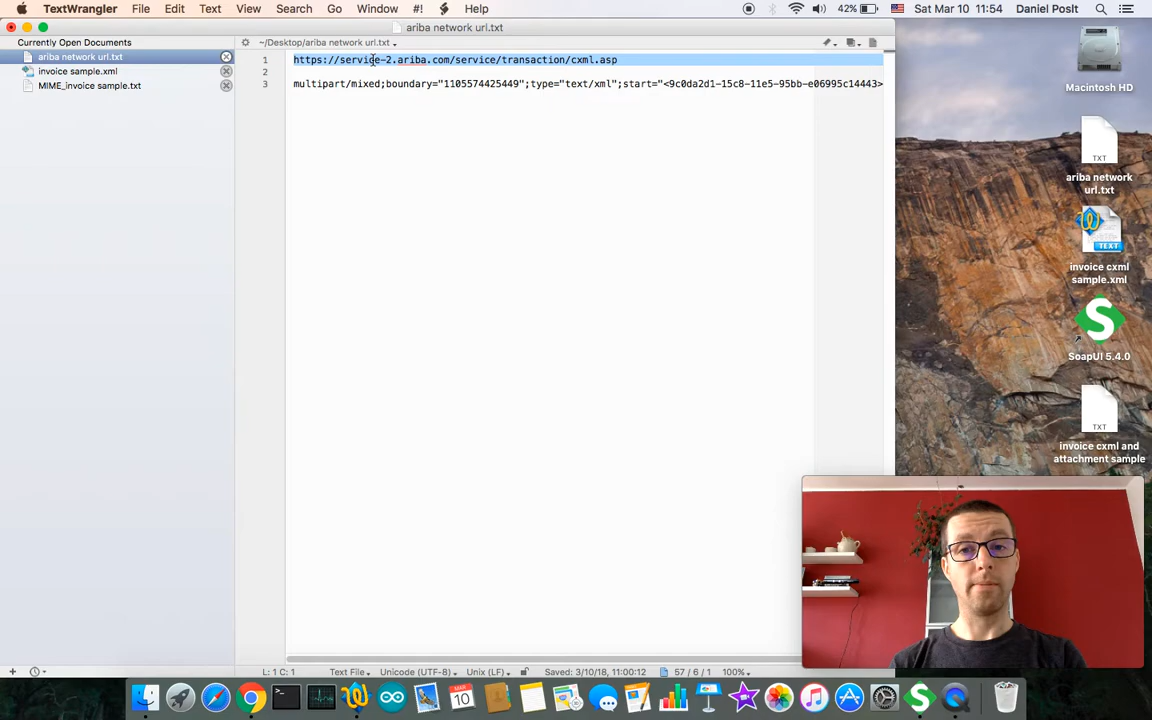 TextWrangler File Edit Text View Search Go Window #! Help 42% Sat Mar 10 11:54 Daniel Poslt
ariba network url.txt
Currently Open Documents
~/Desktop/ariba network url.txt
ariba network url.txt
invoice sample.xml
MIME_invoice sample.txt
1 https://service-2.ariba.com/service/transaction/cxml.asp
2
3 multipart/mixed;boundary="1105574425449";type="text/xml";start="<9c0da2d1-15c8-11e5-95bb-e06995c14443>
Macintosh HD
TXT
ariba network
url.txt
TEXT
invoice cxml
sample.xml
SoapUI 5.4.0
TXT
invoice cxml and
attachment sample
L: 1 C: 1 Text File Unicode (UTF-8) Unix (LF) Saved: 3/10/18, 11:00:12 57 / 6 / 1 100%
MAR
10